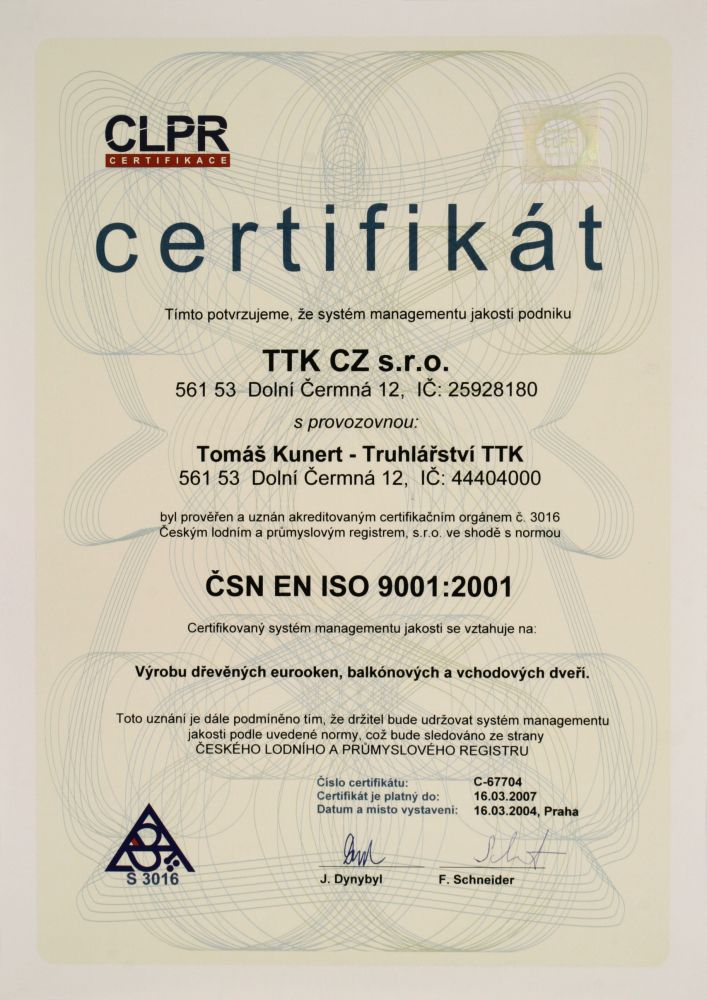 CLPR
CERTIFIKACE
CLPR
certifikát
Tímto potvrzujeme, že systém managementu jakosti podniku
TTK CZ s.r.o.
561 53 Dolní Čermná 12, IČ: 25928180
s provozovnou:
Tomáš Kunert - Truhlářství TTK
561 53 Dolní Čermná 12, IČ: 44404000
byl prověřen a uznán akreditovaným certifikačním orgánem č. 3016
Českým lodním a průmyslovým registrem, s.r.o. ve shodě s normou
ČSN EN ISO 9001:2001
Certifikovaný systém managementu jakosti se vztahuje na:
Výrobu dřevěných eurooken, balkónových a vchodových dveří.
Toto uznání je dále podmíněno tím, že držitel bude udržovat systém managementu
jakosti podle uvedené normy, což bude sledováno ze strany
ČESKÉHO LODNÍHO A PRŮMYSLOVÉHO REGISTRU
Číslo certifikátu: C-67704
Certifikát je platný do: 16.03.2007
Datum a místo vystavení: 16.03.2004, Praha
S 3016
J. Dynybyl F. Schneider